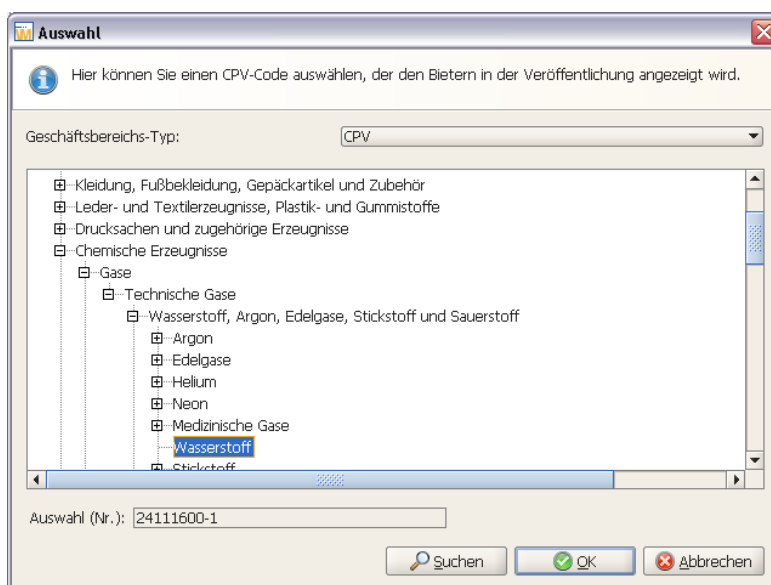 Auswahl
Hier können Sie einen CPV-Code auswählen, der den Bietern in der Veröffentlichung angezeigt wird.
Geschäftsbereichs-Typ: CPV
Kleidung, Fußbekleidung, Gepäckartikel und Zubehör
Leder- und Textilerzeugnisse, Plastik- und Gummistoffe
Drucksachen und zugehörige Erzeugnisse
Chemische Erzeugnisse
Gase
Technische Gase
Wasserstoff, Argon, Edelgase, Stickstoff und Sauerstoff
Argon
Edelgase
Helium
Neon
Medizinische Gase
Wasserstoff
Stickstoff
Auswahl (Nr.): 24111600-1
Suchen OK Abbrechen